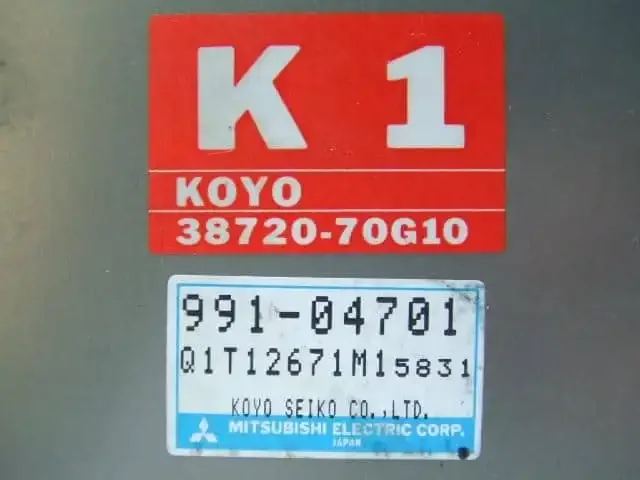 K 1
KOYO
38720-70G10
991-04701
Q1T12671M15831
KOYO SEIKO CO.,LTD.
MITSUBISHI ELECTRIC CORP.
JAPAN